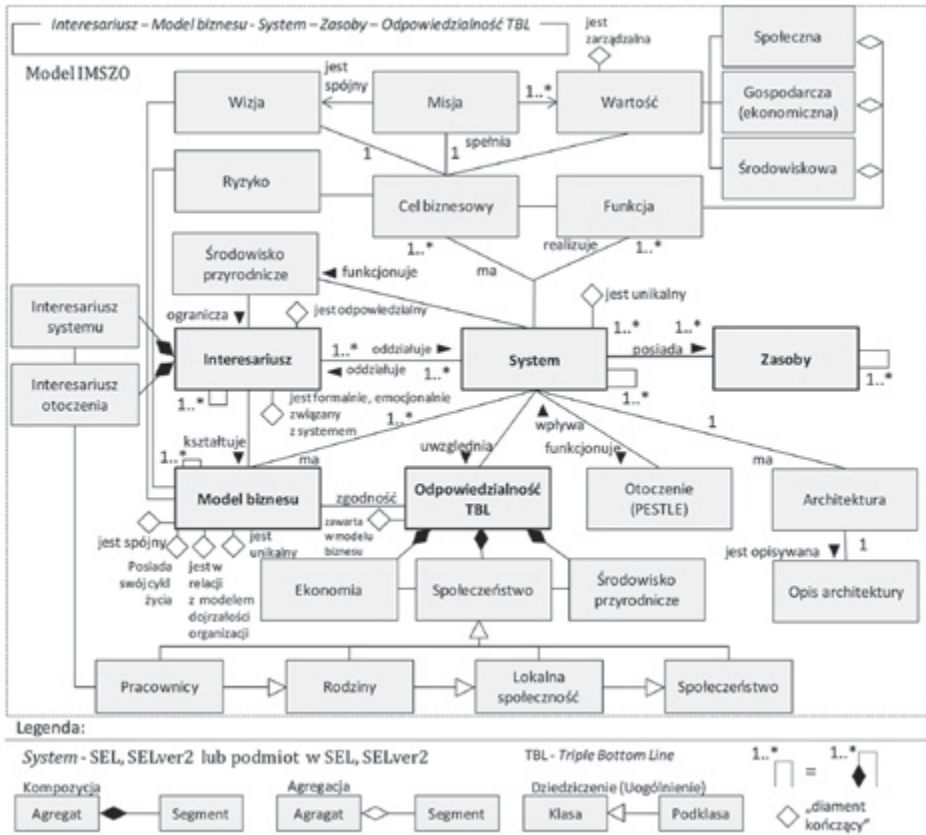 Interesariusz – Model biznesu - System – Zasoby – Odpowiedzialność TBL
Model IMSZO
jest
spójny
jest
zarządzalna
Wizja
Misja
1..*
Wartość
Społeczna
Gospodarcza
(ekonomiczna)
Środowiskowa
1
1
spełnia
Ryzyko
Cel biznesowy
Funkcja
1..*
ma
realizuje
1..*
Środowisko
przyrodnicze
funkcjonuje
Interesariusz
systemu
Interesariusz
otoczenia
ogranicza
jest odpowiedzialny
jest unikalny
Interesariusz
1..*
oddziałuje
oddziałuje
1..*
System
1..*
1..*
posiada
Zasoby
1..*
1..*
1..*
jest formalnie, emocjonalnie
związany
z systemem
1..*
kształtuje
1..*
ma
uwzględnia
wpływa
funkcjonuje
1
ma
Model biznesu
zgodność
zawarta
w modelu
biznesu
Odpowiedzialność
TBL
Otoczenie
(PESTLE)
Architektura
jest spójny
Posiada
swój cykl
życia
jest w
relacji
z modelem
dojrzałości
organizacji
jest
unikalny
jest opisywana
1
Ekonomia
Społeczeństwo
Środowisko
przyrodnicze
Opis architektury
Pracownicy
Rodziny
Lokalna
społeczność
Społeczeństwo
Legenda:
System - SEL, SELver2 lub podmiot w SEL, SELver2
TBL - Triple Bottom Line
1..*
=
1..*
Kompozycja
Agregat
Segment
Agregacja
Agragat
Segment
Dziedziczenie (Uogólnienie)
Klasa
Podklasa
„diament
kończący”